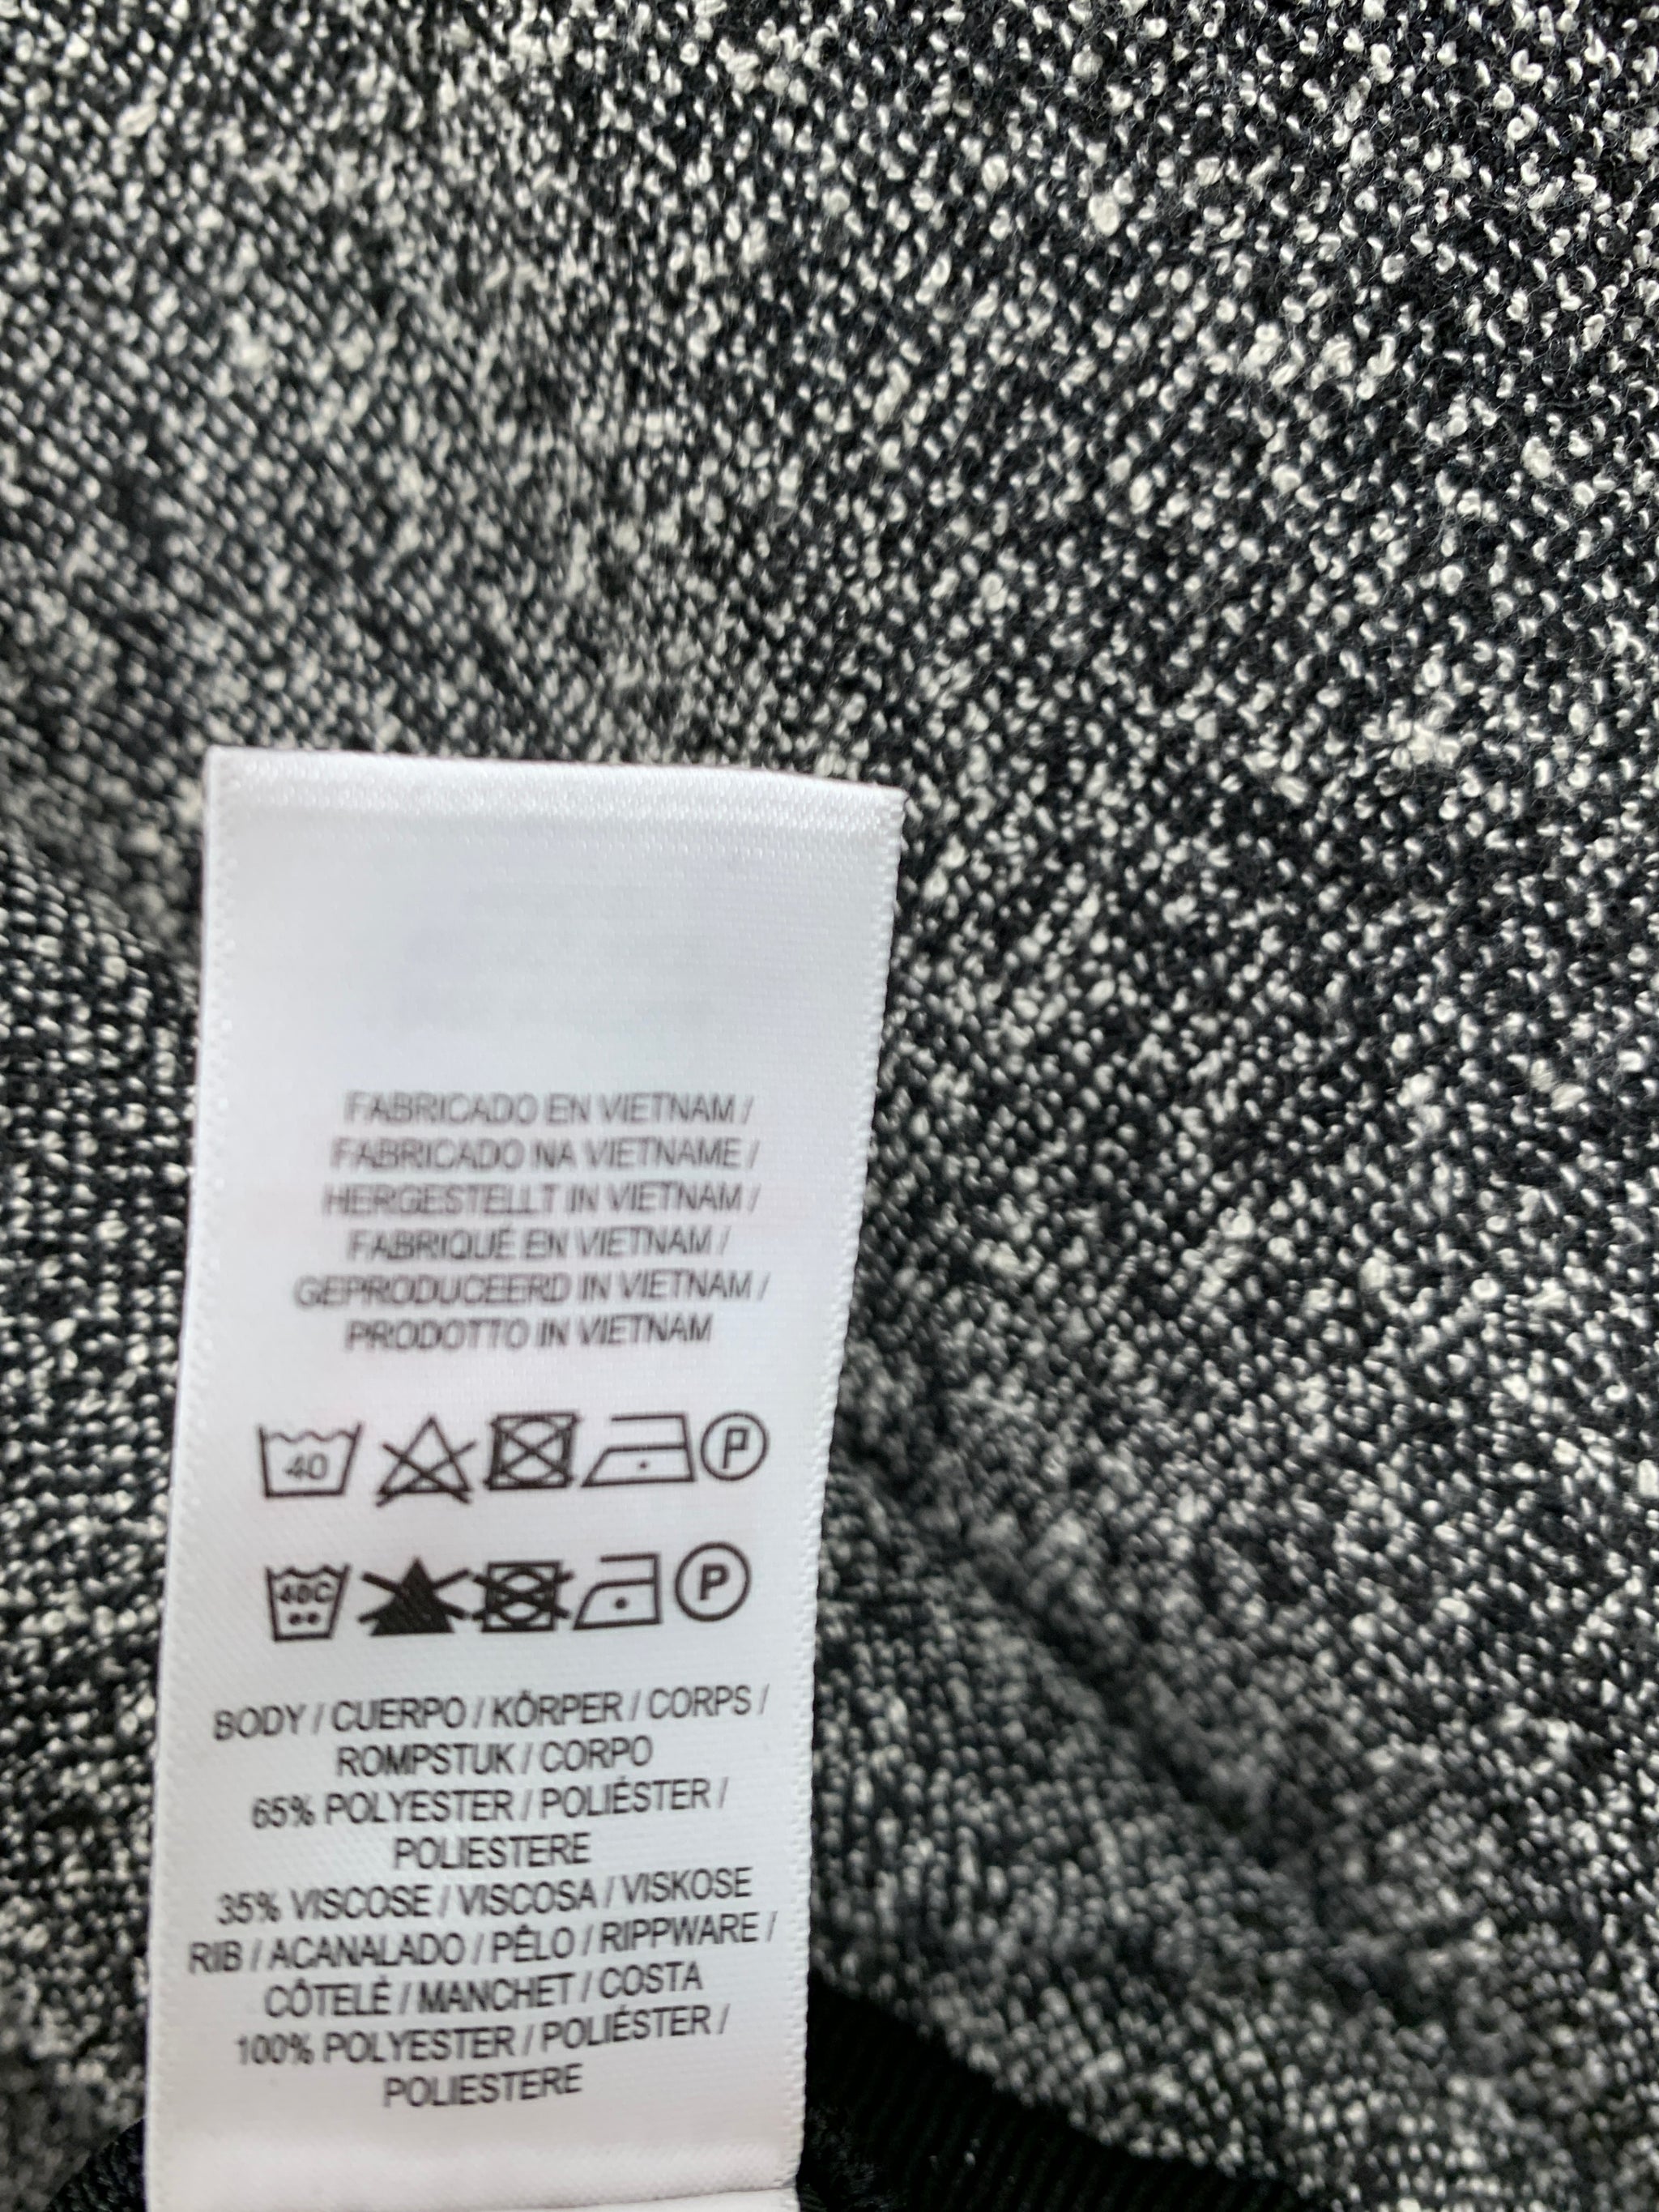 FABRICADO EN VIETNAM /
FABRICADO NA VIETNAME /
HERGESTELLT IN VIETNAM /
FABRIQUÉ EN VIETNAM /
GEPRODUCEERD IN VIETNAM /
PRODOTTO IN VIETNAM
40 P
40C P
BODY / CUERPO / KÖRPER / CORPS /
ROMPSTUK / CORPO
65% POLYESTER / POLIÉSTER /
POLIESTERE
35% VISCOSE / VISCOSA / VISKOSE
RIB / ACANALADO / PÊLO / RIPPWARE /
CÔTELÉ / MANCHET / COSTA
100% POLYESTER / POLIÉSTER /
POLIESTERE